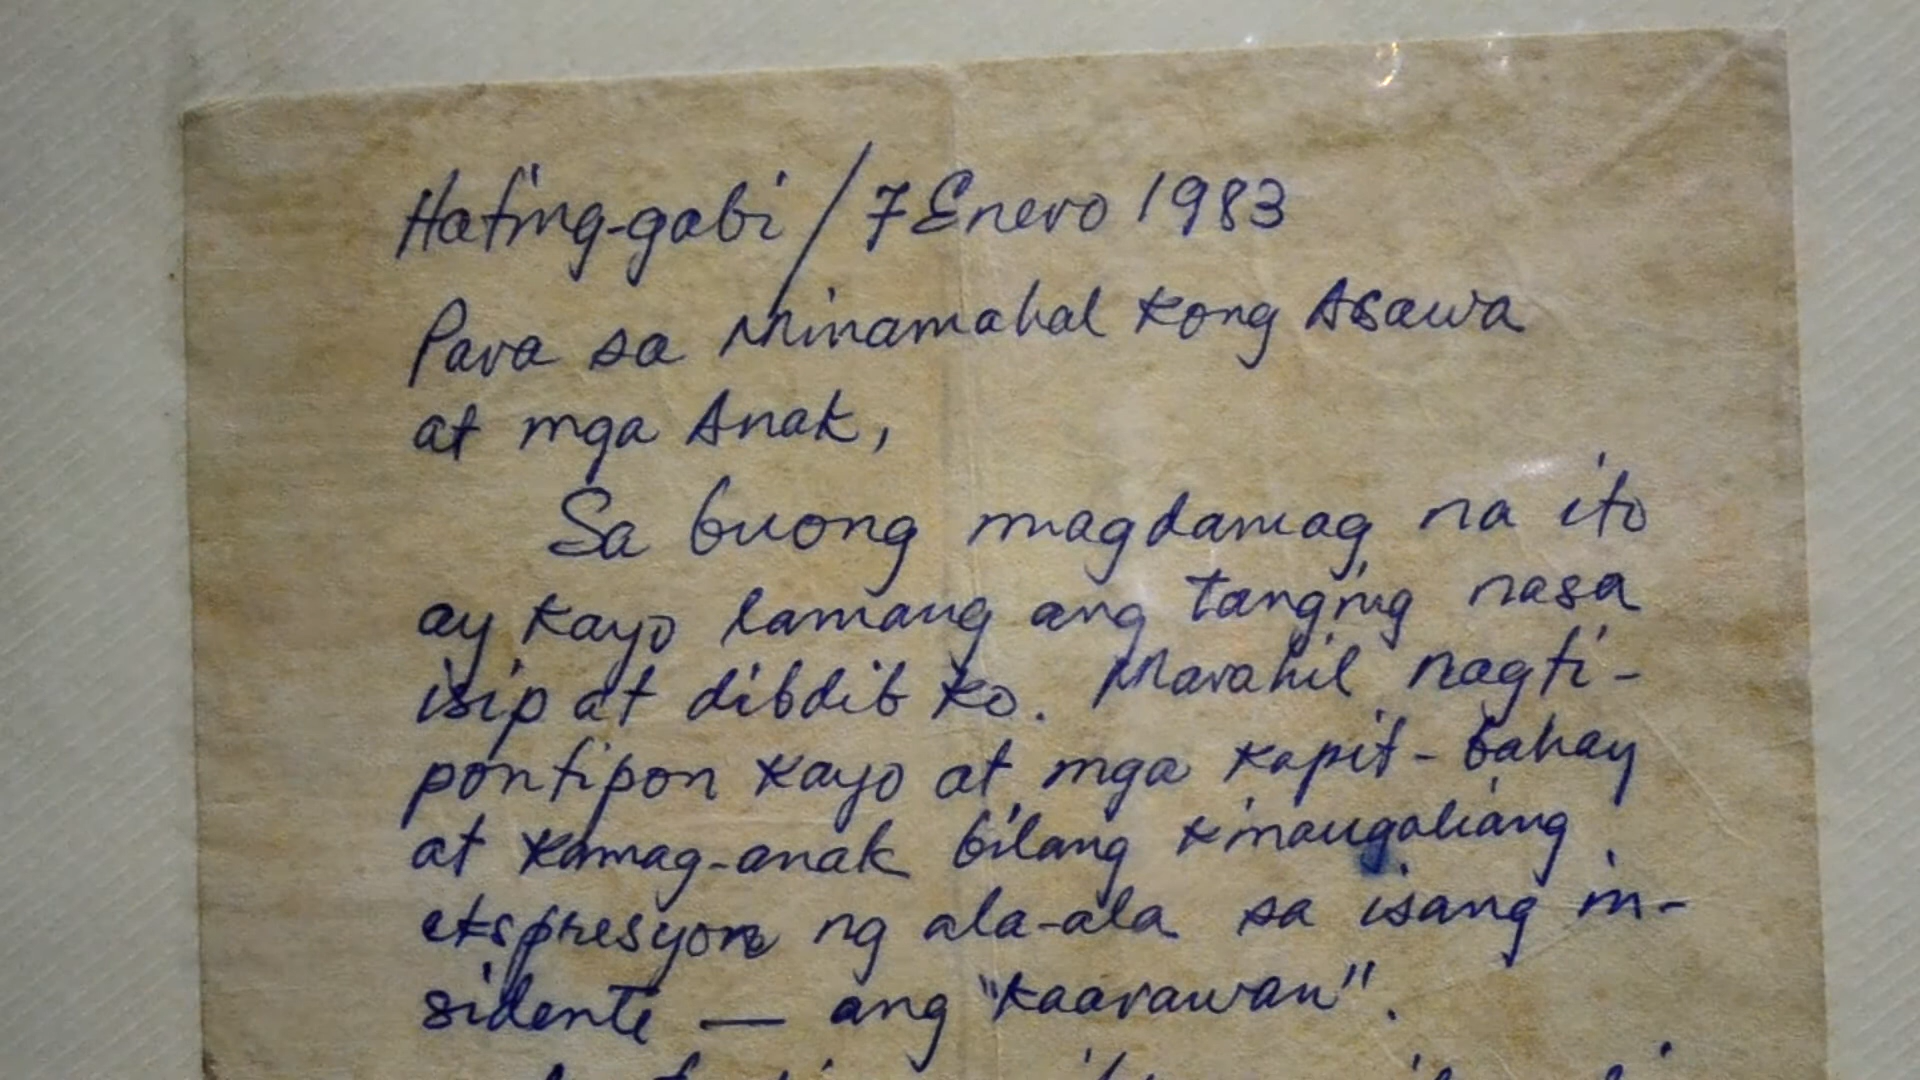 Hating-gabi / 7 Enero 1983
Para sa Minamahal kong Asawa
at mga Anak,
Sa buong magdamag na ito
ay kayo lamang ang tanging nasa
isip at dibdib ko. Marahil nagti-
pontipon kayo at mga kapit-bahay
at kamag-anak bilang kinaugaliang
ekspresyon ng ala-ala sa isang in-
sidente — ang "kaarawan".